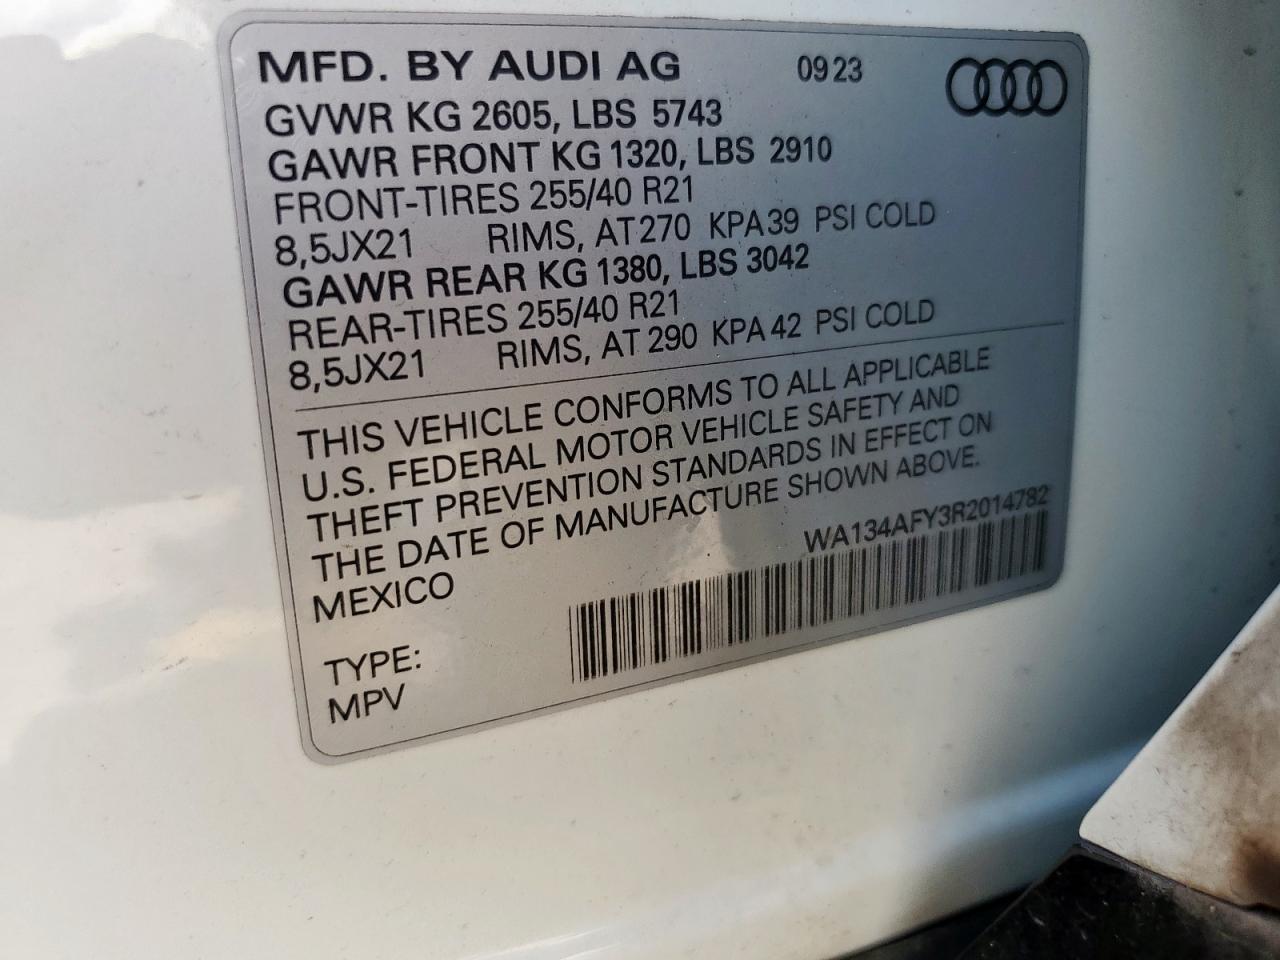 MFD. BY AUDI AG 09 23
GVWR KG 2605, LBS 5743
GAWR FRONT KG 1320, LBS 2910
FRONT-TIRES 255/40 R21
8,5JX21 RIMS, AT 270 KPA 39 PSI COLD
GAWR REAR KG 1380, LBS 3042
REAR-TIRES 255/40 R21
8,5JX21 RIMS, AT 290 KPA 42 PSI COLD
THIS VEHICLE CONFORMS TO ALL APPLICABLE
U.S. FEDERAL MOTOR VEHICLE SAFETY AND
THEFT PREVENTION STANDARDS IN EFFECT ON
THE DATE OF MANUFACTURE SHOWN ABOVE.
MEXICO
WA134AFY3R2014782
TYPE:
MPV